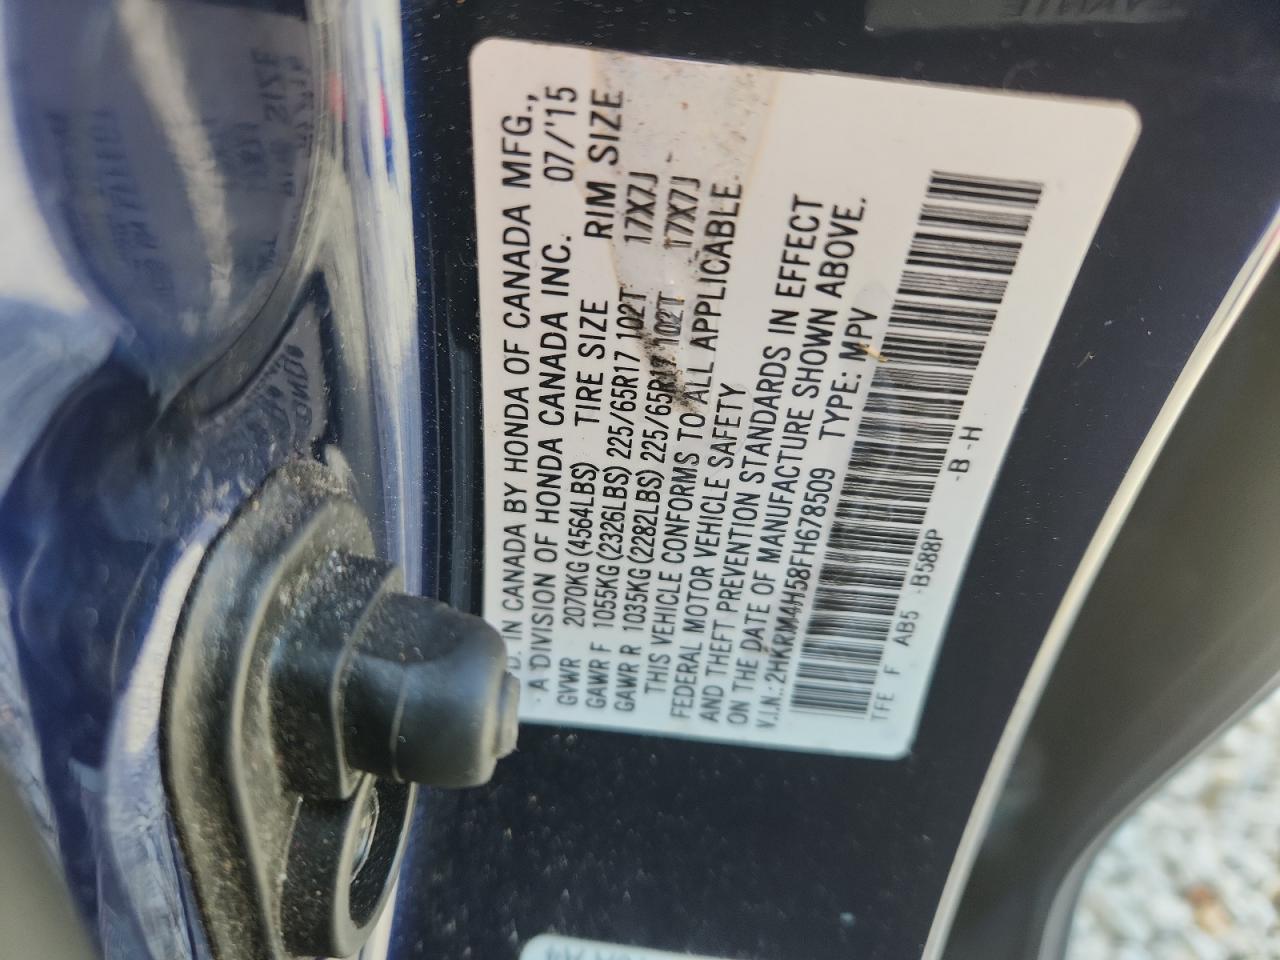 D. IN CANADA BY HONDA OF CANADA MFG.,
A DIVISION OF HONDA CANADA INC. 07/'15
GVWR 2070KG(4564LBS) TIRE SIZE RIM SIZE
GAWR F 1055KG(2326LBS) 225/65R17 102T 17X7J
GAWR R 1035KG(2282LBS) 225/65R17 102T 17X7J
THIS VEHICLE CONFORMS TO ALL APPLICABLE
FEDERAL MOTOR VEHICLE SAFETY
AND THEFT PREVENTION STANDARDS IN EFFECT
ON THE DATE OF MANUFACTURE SHOWN ABOVE.
V.I.N.: 2HKRM4H58FH678509 TYPE: MPV
TFE F AB5 -B588P -B -H